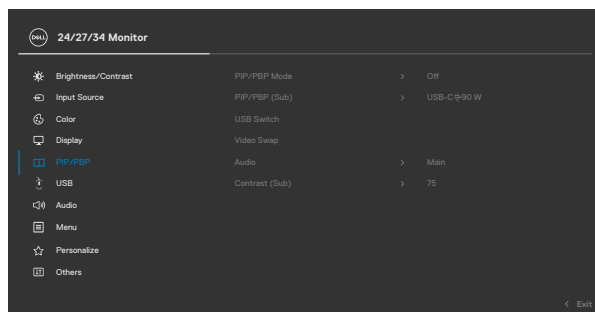 DELL 24/27/34 Monitor
Brightness/Contrast PIP/PBP Mode > Off
Input Source PIP/PBP (Sub) > USB-C 90 W
Color USB Switch
Display Video Swap
PIP/PBP Audio > Main
USB Contrast (Sub) > 75
Audio
Menu
Personalize
Others
< Exit